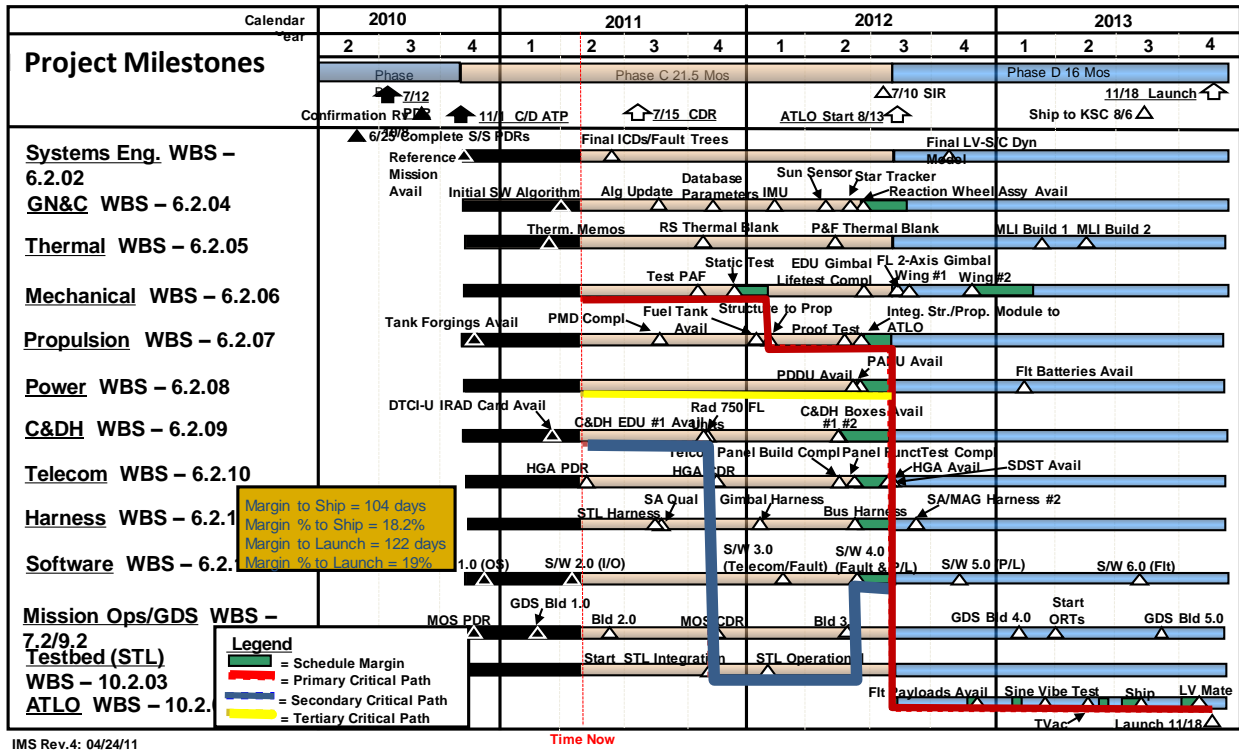 Calendar Year
2010 2011 2012 2013
2 3 4 1 2 3 4 1 2 3 4 1 2 3 4
Project Milestones
Phase
Phase C 21.5 Mos
Phase D 16 Mos
7/12
PDR
Confirmation Rv
11/1 C/D ATP
7/15 CDR
7/10 SIR
ATLO Start 8/13
Ship to KSC 8/6
11/18 Launch
6/25 Complete S/S PDRs
Systems Eng. WBS –
6.2.02
Reference
Mission
Avail
Final ICDs/Fault Trees
Final LV-S/C Dyn
Model
GN&C WBS – 6.2.04
Initial SW Algorithm
Alg Update
Database
Parameters
IMU
Sun Sensor
Star Tracker
Reaction Wheel Assy Avail
Thermal WBS – 6.2.05
Therm. Memos
RS Thermal Blank
P&F Thermal Blank
MLI Build 1
MLI Build 2
Mechanical WBS – 6.2.06
Test PAF
Static Test
EDU Gimbal
Lifetest Compl
FL 2-Axis Gimbal
Wing #1
Wing #2
Propulsion WBS – 6.2.07
Tank Forgings Avail
PMD Compl
Fuel Tank
Avail
Structure to Prop
Proof Test
Integ. Str./Prop. Module to
ATLO
Power WBS – 6.2.08
PDDU Avail
Flt Batteries Avail
C&DH WBS – 6.2.09
DTCI-U IRAD Card Avail
C&DH EDU #1 Avail
Rad 750 FL
Units
C&DH Boxes Avail
#1 #2
Telecom WBS – 6.2.10
HGA PDR
HGA CDR
Telcom Panel Build Compl
Panel FunctTest Compl
HGA Avail
SDST Avail
Harness WBS – 6.2.1
STL Harness
SA Qual
Gimbal Harness
Bus Harness
SA/MAG Harness #2
Margin to Ship = 104 days
Margin % to Ship = 18.2%
Margin to Launch = 122 days
Margin % to Launch = 19%
Software WBS – 6.2.
1.0 (OS)
S/W 2.0 (I/O)
S/W 3.0
(Telecom/Fault)
S/W 4.0
(Fault & P/L)
S/W 5.0 (P/L)
S/W 6.0 (Flt)
Mission Ops/GDS WBS –
7.2/9.2
MOS PDR
GDS Bld 1.0
Bld 2.0
MOS CDR
Bld 3.
GDS Bld 4.0
Start
ORTs
GDS Bld 5.0
Testbed (STL)
WBS – 10.2.03
Start STL Integration
STL Operational
ATLO WBS – 10.2.
Flt Payloads Avail
Sine Vibe Test
TVac
Ship
LV Mate
Launch 11/18
Legend
= Schedule Margin
= Primary Critical Path
=Secondary Critical Path
= Tertiary Critical Path
Time Now
IMS Rev.4: 04/24/11